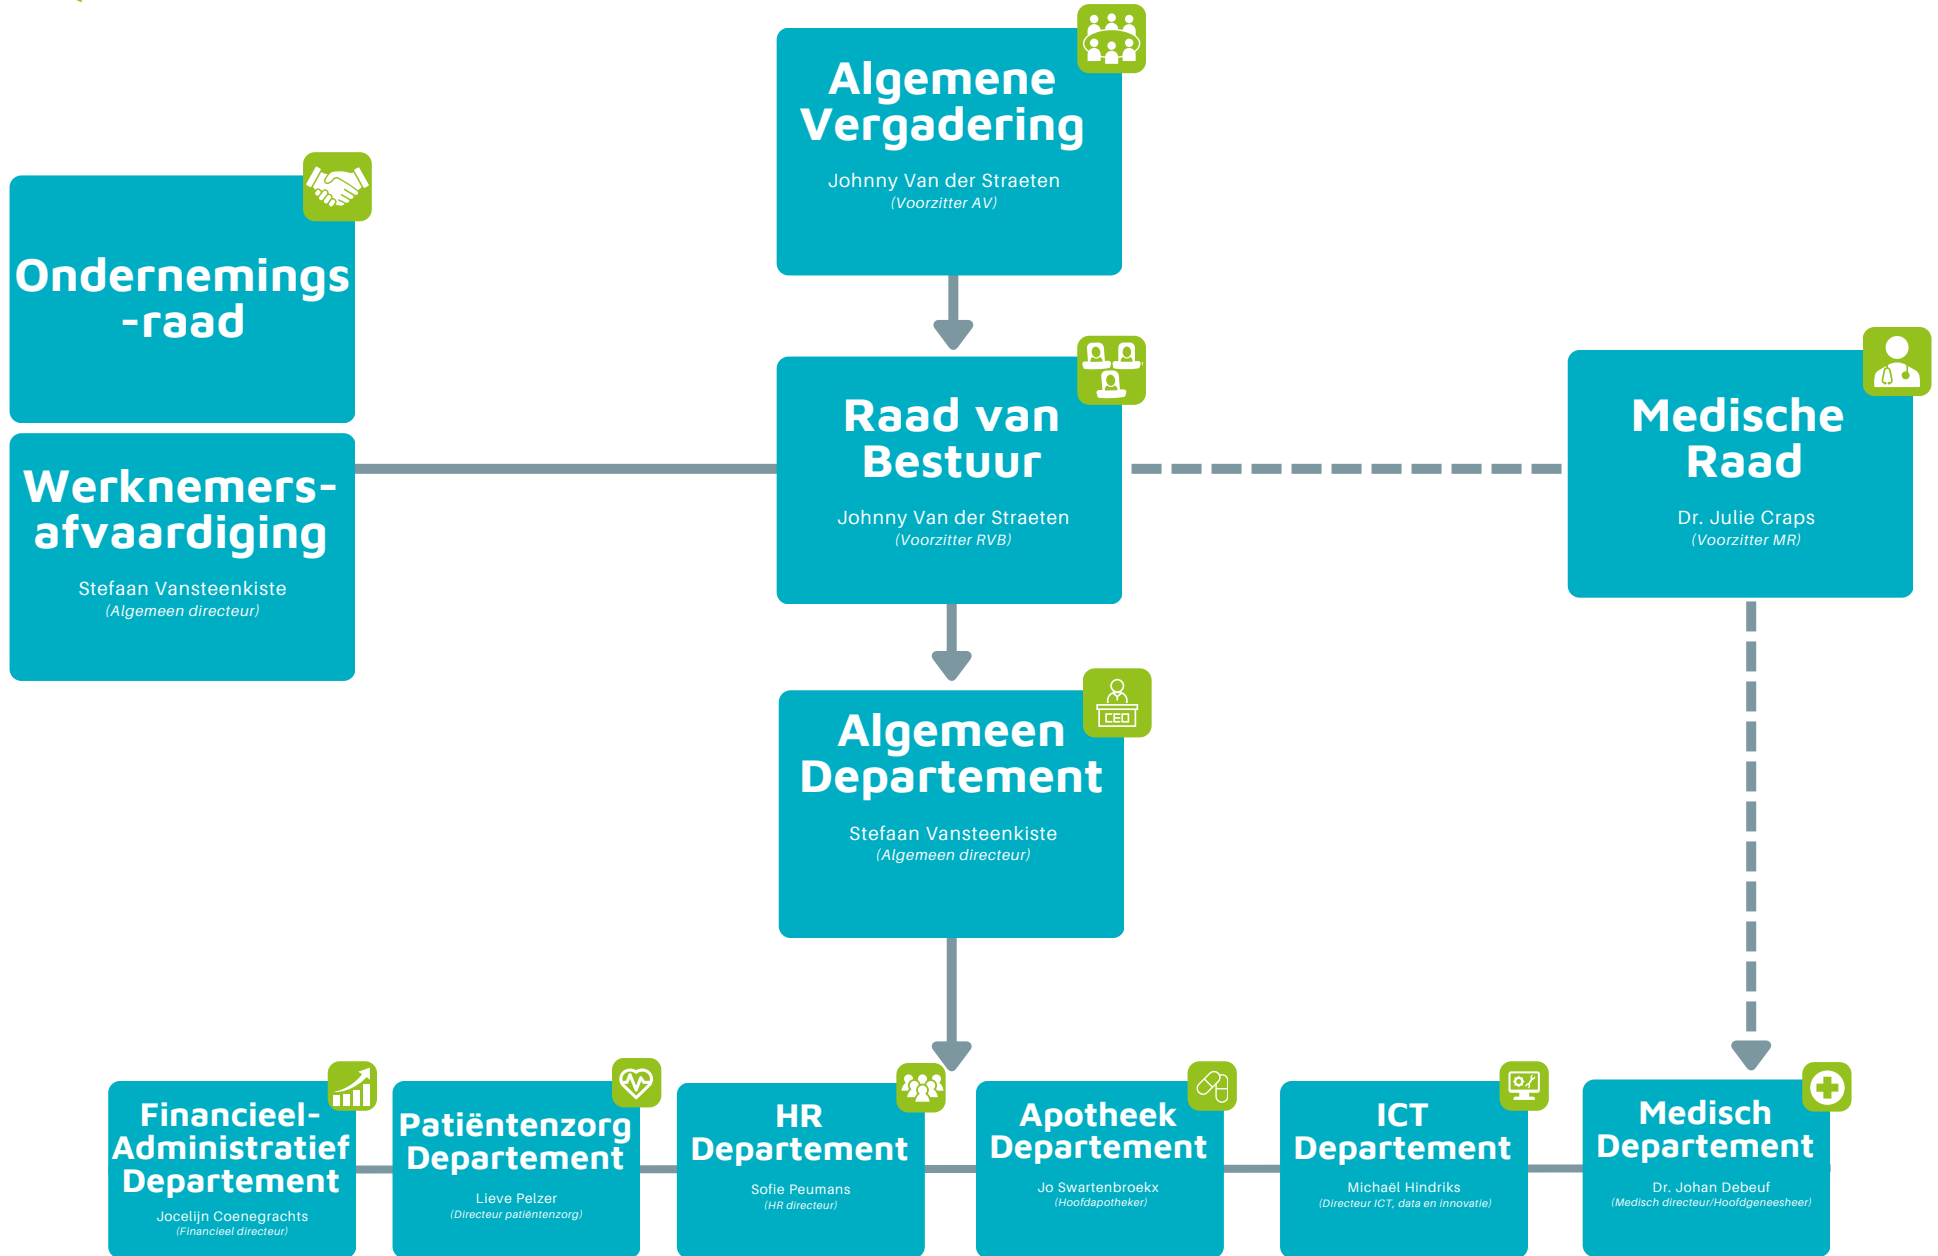 Algemene
Vergadering
Johnny Van der Straeten
(Voorzitter AV)
Ondernemings
-raad
Werknemers-
afvaardiging
Stefaan Vansteenkiste
(Algemeen directeur)
Raad van
Bestuur
Johnny Van der Straeten
(Voorzitter RVB)
Medische
Raad
Dr. Julie Craps
(Voorzitter MR)
CEO
Algemeen
Departement
Stefaan Vansteenkiste
(Algemeen directeur)
Financieel-
Administratief
Departement
Jocelijn Coenegrachts
(Financieel directeur)
Patiëntenzorg
Departement
Lieve Pelzer
(Directeur patiëntenzorg)
HR
Departement
Sofie Peumans
(HR directeur)
Apotheek
Departement
Jo Swartenbroekx
(Hoofdapotheker)
ICT
Departement
Michaël Hindriks
(Directeur ICT, data en innovatie)
Medisch
Departement
Dr. Johan Debeuf
(Medisch directeur/Hoofdgeneesheer)